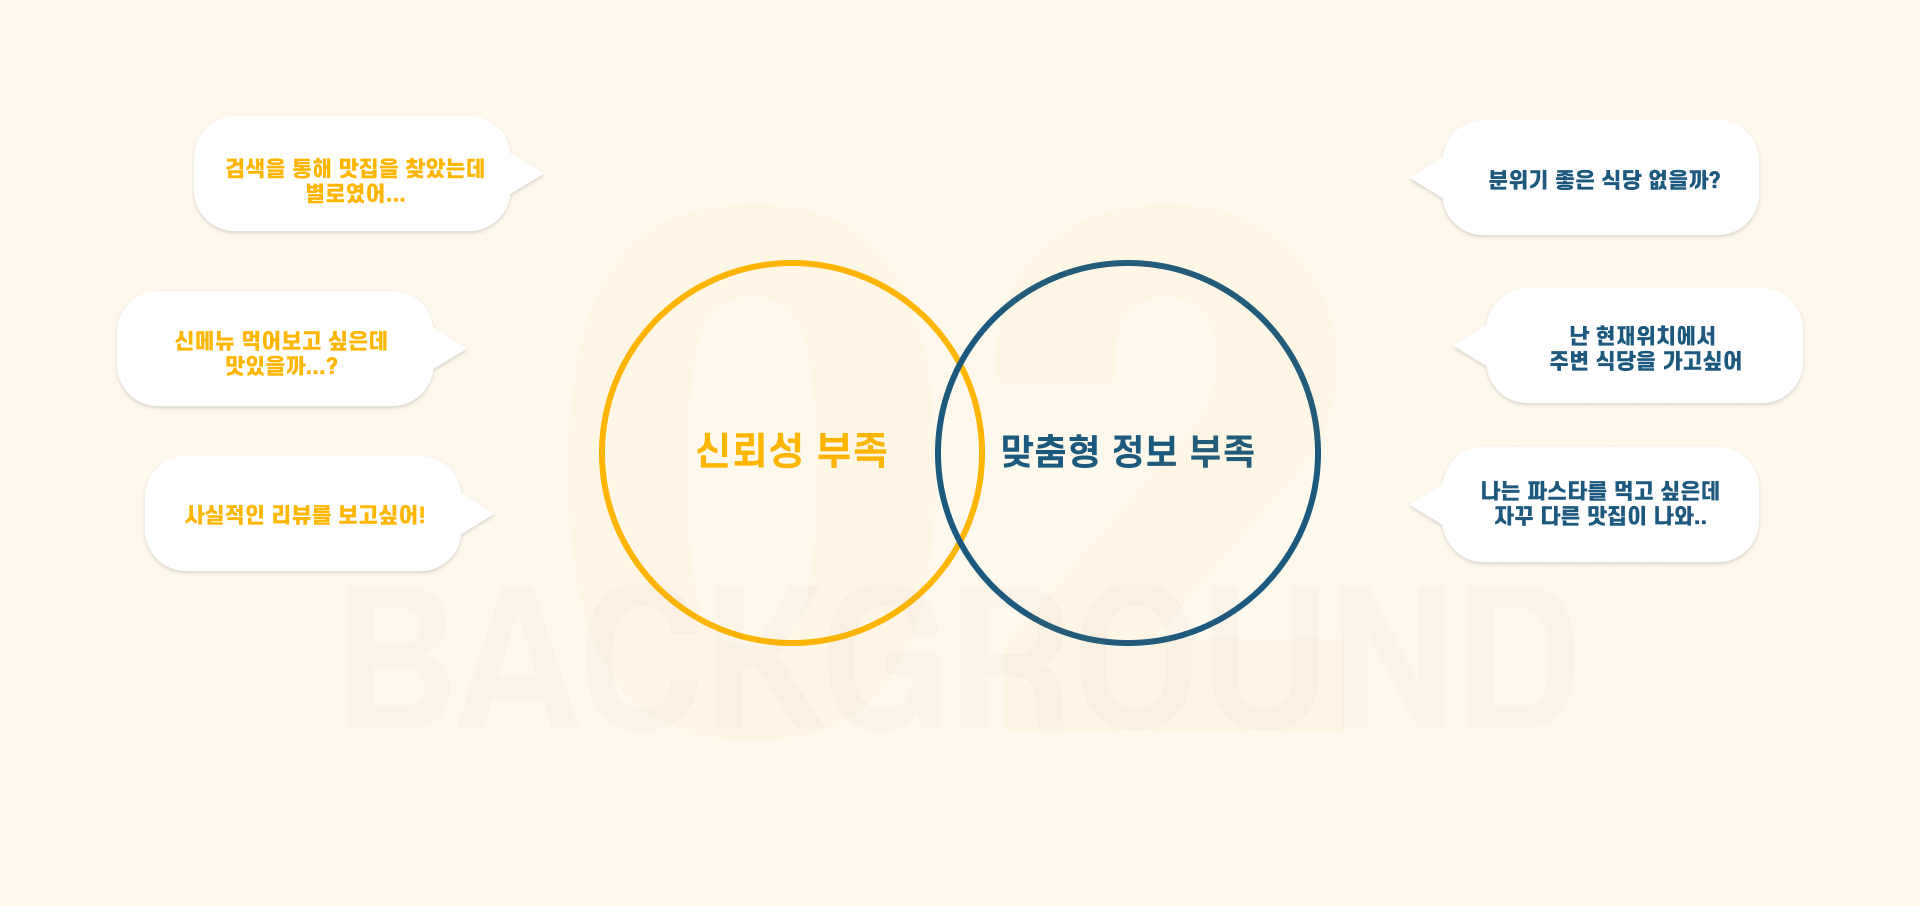 02
BACKGROUND
검색을 통해 맛집을 찾았는데
별로였어...
신메뉴 먹어보고 싶은데
맛있을까...?
사실적인 리뷰를 보고싶어!
신뢰성 부족
맞춤형 정보 부족
분위기 좋은 식당 없을까?
난 현재위치에서
주변 식당을 가고싶어
나는 파스타를 먹고 싶은데
자꾸 다른 맛집이 나와..